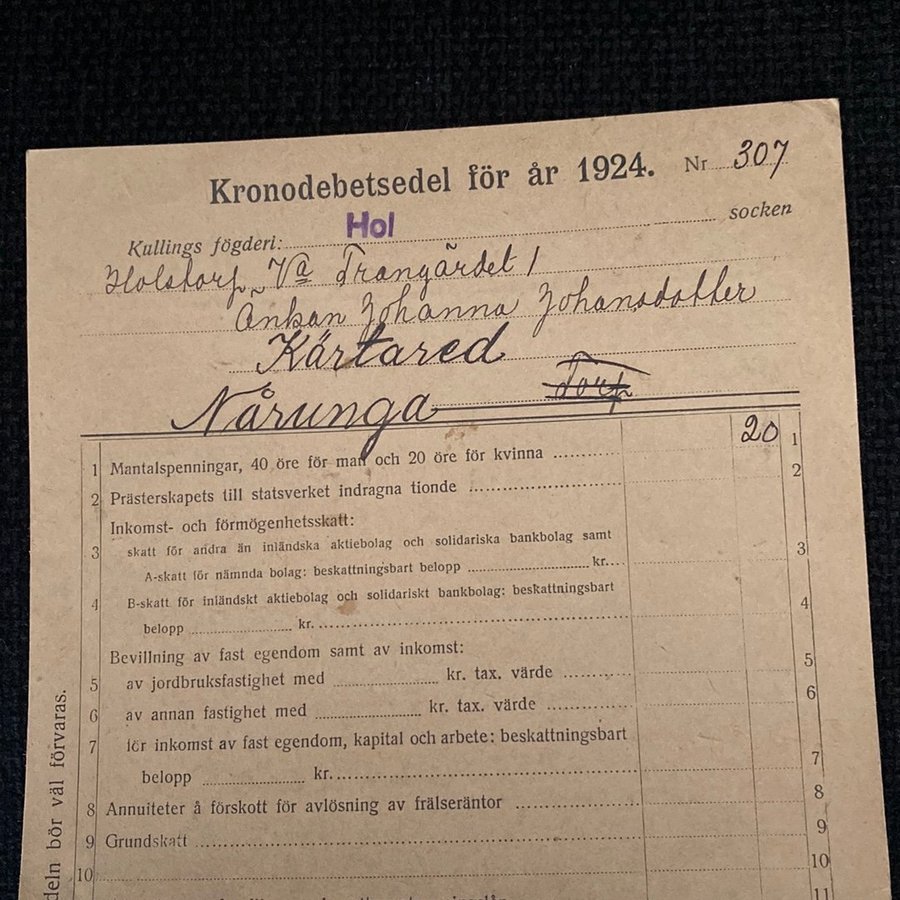 Kronodebetsedel för år 1924. Nr 307
Kullings fögderi: Hol socken
Holstorp Va Trangärdet 1
Änkan Johanna Johansdotter
Kärtared
Nårunga Torp
1 Mantalspenningar, 40 öre för man och 20 öre för kvinna 20 1
2 Prästerskapets till statsverket indragna tionde 2
Inkomst- och förmögenhetsskatt:
3 skatt för andra än inländska aktiebolag och solidariska bankbolag samt
A-skatt för nämnda bolag: beskattningsbart belopp kr. 3
4 B-skatt för inländskt aktiebolag och solidariskt bankbolag: beskattningsbart 4
belopp kr.
Bevillning av fast egendom samt av inkomst:
5 av jordbruksfastighet med kr. tax. värde 5
6 av annan fastighet med kr. tax. värde 6
7 för inkomst av fast egendom, kapital och arbete: beskattningsbart
belopp kr. 7
8 Annuiteter å förskott för avlösning av frälseräntor 8
9 Grundskatt 9
10 10
11
deln bör väl förvaras.